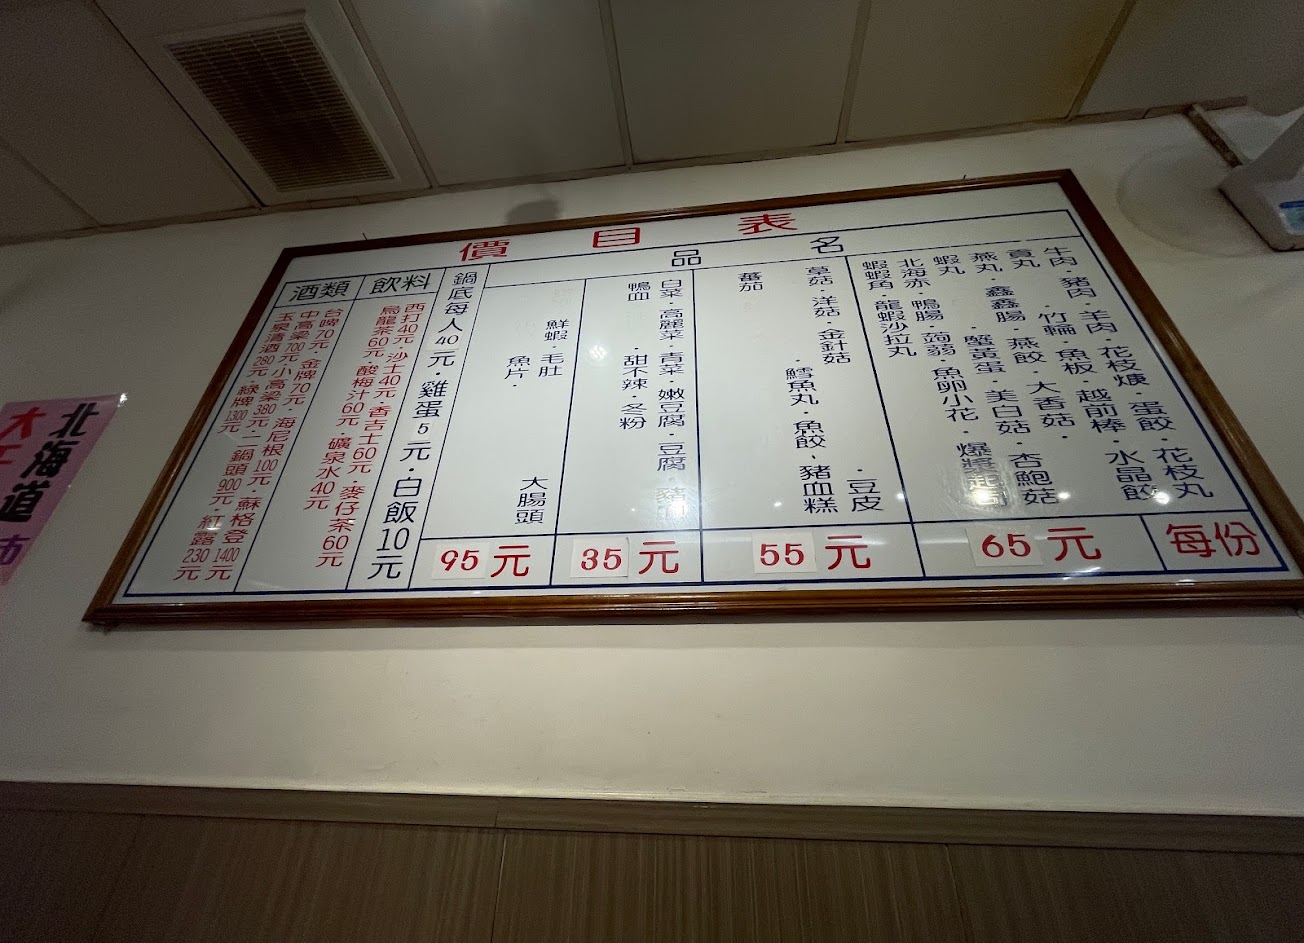 價目表
品名
每份
牛肉．豬肉．羊肉．花枝焿．蛋餃．花枝丸
貢丸 竹輪．魚板．越前棒．水晶餃
燕丸．鑫鑫腸．燕餃．大香菇．杏鮑菇
蝦丸 ．蟹黃蛋．美白菇
北海赤．鴨腸．蒟蒻．魚卵小花．爆漿起司
蝦蝦角．龍蝦沙拉丸
65元
．豆皮
草菇．洋菇．金針菇
．鱈魚丸．魚餃、豬血糕
蕃茄
55元
白菜．高麗菜．青菜．嫩豆腐．豆腐
鴨血 ．甜不辣．冬粉
35元
鮮蝦 毛肚 大腸頭
魚片．
95元
鍋底每人40元．雞蛋5元．白飯10元
飲料
西打40元．沙士40元．香吉士60元．麥仔茶60元
烏龍茶60元．酸梅汁60元．礦泉水40元
酒類
台啤70元．金牌70元．海尼根100元．蘇格登1400元
中高粱700元．小高粱380元．二鍋頭900元．紅露230元
玉泉清酒280元．綠牌1300元
北海道
大 市